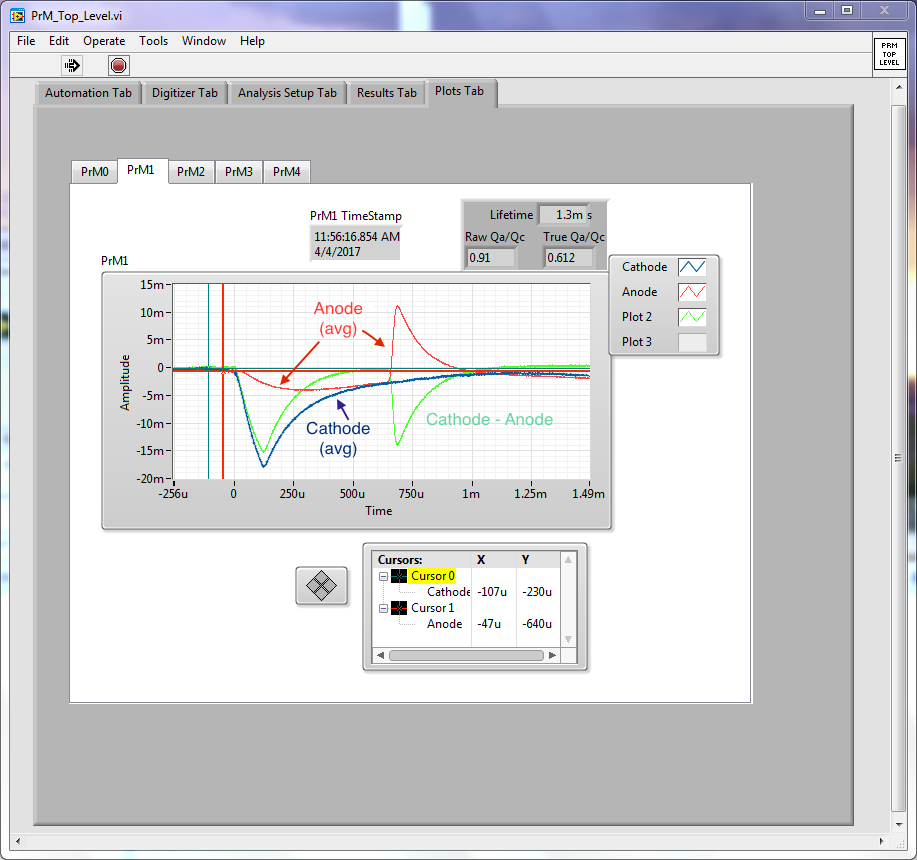 PrM_Top_Level.vi
File Edit Operate Tools Window Help
PRM
TOP
LEVEL
Automation Tab Digitizer Tab Analysis Setup Tab Results Tab Plots Tab
PrM0 PrM1 PrM2 PrM3 PrM4
PrM1 TimeStamp
11:56:16.854 AM
4/4/2017
Lifetime 1.3m s
Raw Qa/Qc True Qa/Qc
0.91 0.612
PrM1
Cathode
Anode
Plot 2
Plot 3
15m
10m
5m
0
-5m
-10m
-15m
-20m
Amplitude
Anode
(avg)
Cathode
(avg)
Cathode - Anode
-256u 0 250u 500u 750u 1m 1.25m 1.49m
Time
Cursors: X Y
Cursor 0
Cathode -107u -230u
Cursor 1
Anode -47u -640u